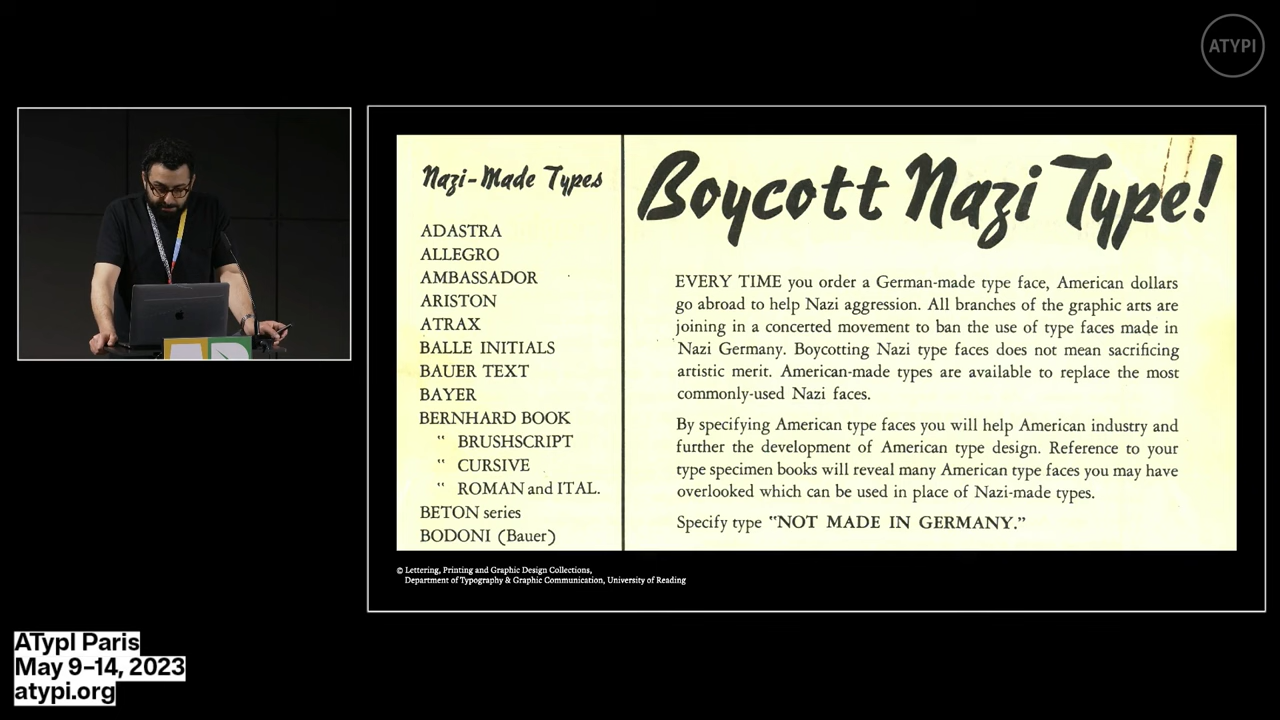 ATYPI
Nazi-Made Types
ADASTRA
ALLEGRO
AMBASSADOR
ARISTON
ATRAX
BALLE INITIALS
BAUER TEXT
BAYER
BERNHARD BOOK
“ BRUSHSCRIPT
“ CURSIVE
“ ROMAN and ITAL.
BETON series
BODONI (Bauer)
Boycott Nazi Type!
EVERY TIME you order a German-made type face, American dollars
go abroad to help Nazi aggression. All branches of the graphic arts are
joining in a concerted movement to ban the use of type faces made in
Nazi Germany. Boycotting Nazi type faces does not mean sacrificing
artistic merit. American-made types are available to replace the most
commonly-used Nazi faces.
By specifying American type faces you will help American industry and
further the development of American type design. Reference to your
type specimen books will reveal many American type faces you may have
overlooked which can be used in place of Nazi-made types.
Specify type “NOT MADE IN GERMANY.”
© Lettering, Printing and Graphic Design Collections,
Department of Typography & Graphic Communication, University of Reading
ATypI Paris
May 9–14, 2023
atypi.org